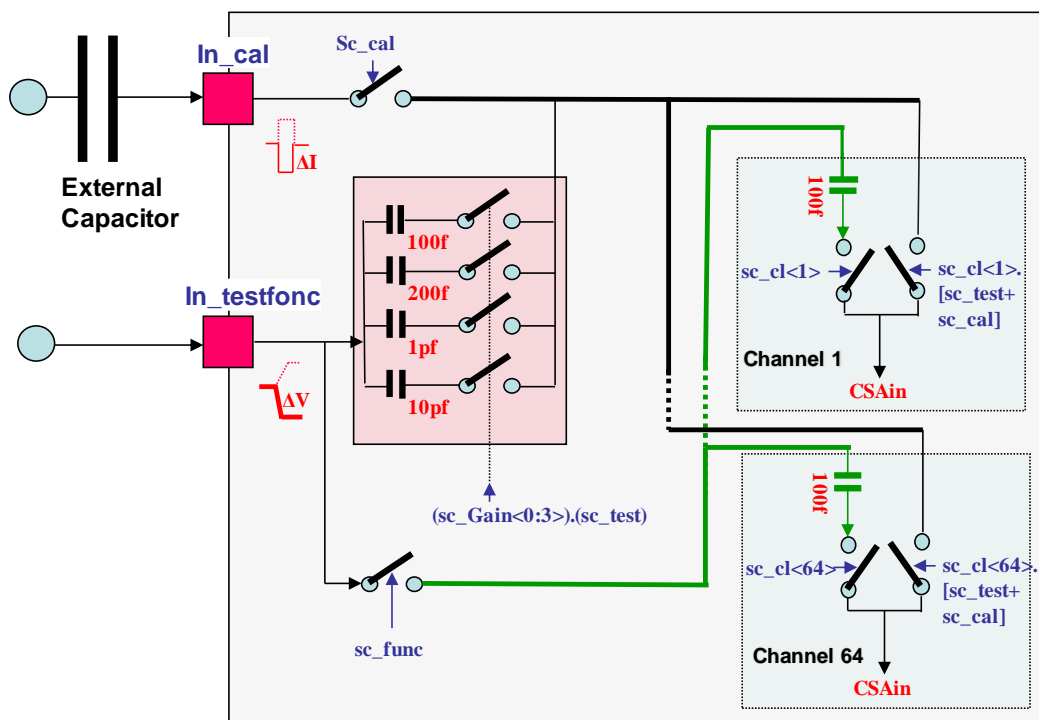 In_cal
Sc_cal
ΔI
External
Capacitor
100f
200f
1pf
10pf
In_testfonc
ΔV
(sc_Gain<0:3>).(sc_test)
sc_func
100f
sc_cl<1>
sc_cl<1>.
[sc_test+
sc_cal]
Channel 1
CSAin
100f
sc_cl<64>
sc_cl<64>.
[sc_test+
sc_cal]
Channel 64
CSAin